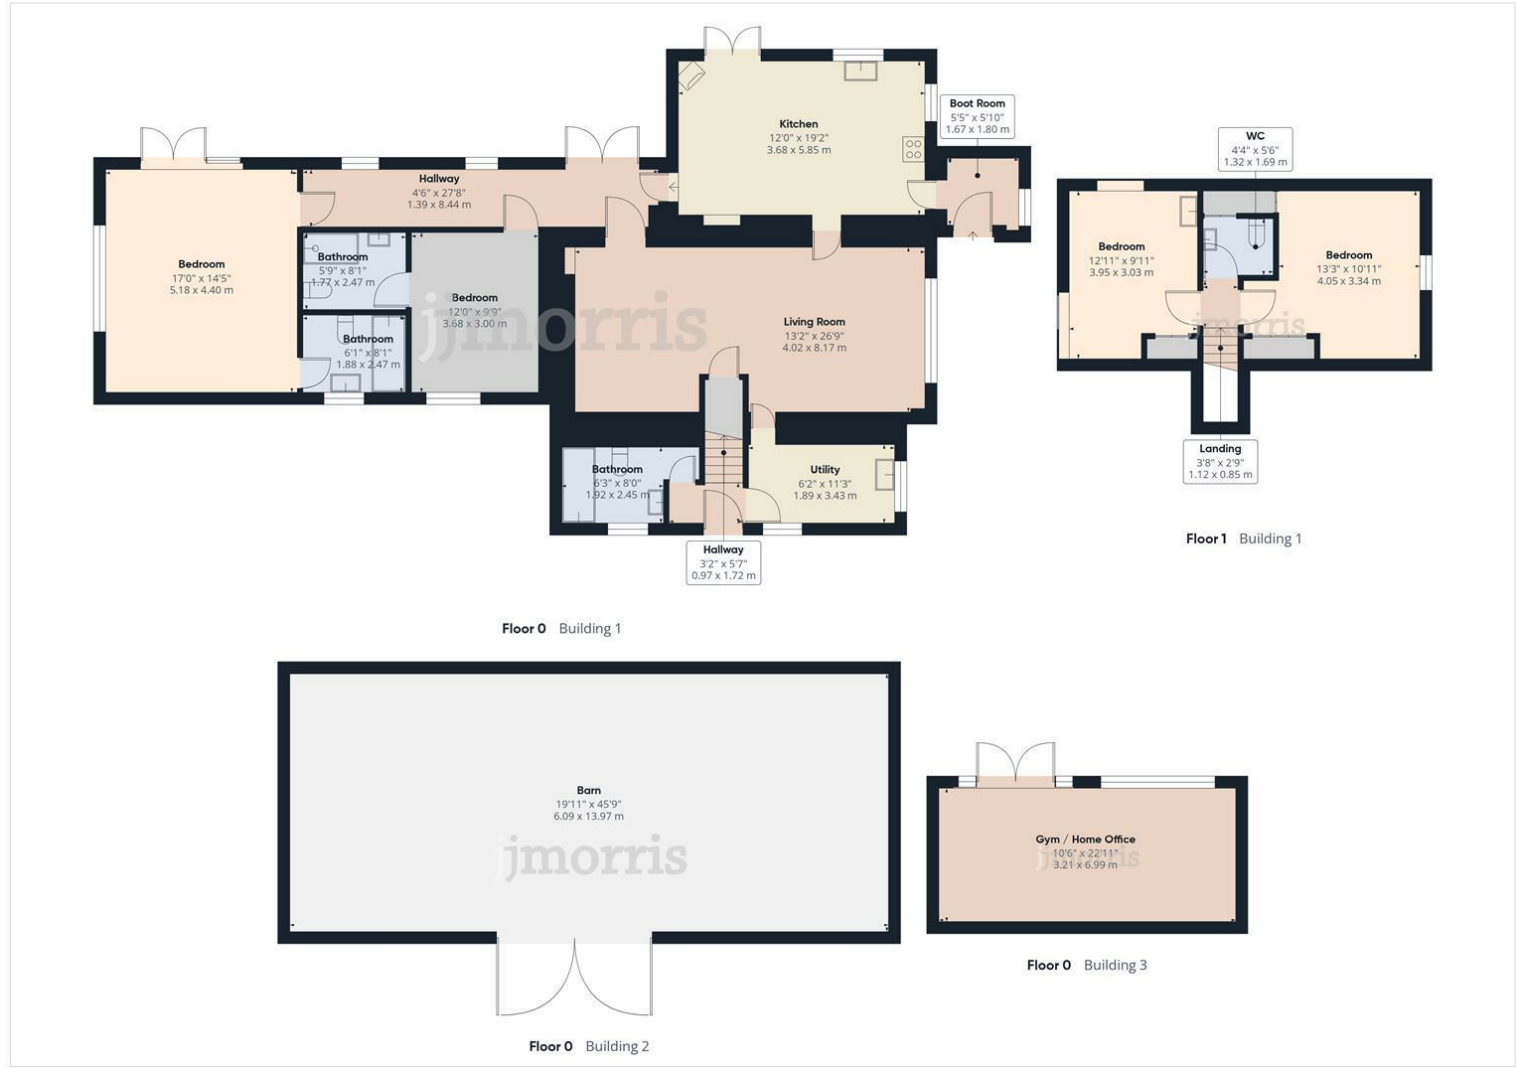 Kitchen
12'0" x 19'2"
3.68 x 5.85 m
Boot Room
5'5" x 5'10"
1.67 x 1.80 m
Hallway
4'6" x 27'8"
1.39 x 8.44 m
Bedroom
17'0" x 14'5"
5.18 x 4.40 m
Bathroom
5'9" x 8'1"
1.77 x 2.47 m
Bedroom
12'0" x 9'9"
3.68 x 3.00 m
Bathroom
6'1" x 8'1"
1.88 x 2.47 m
Living Room
13'2" x 26'9"
4.02 x 8.17 m
jjmorris
Bathroom
6'3" x 8'0"
1.92 x 2.45 m
Utility
6'2" x 11'3"
1.89 x 3.43 m
Hallway
3'2" x 5'7"
0.97 x 1.72 m
Floor 0 Building 1
WC
4'4" x 5'6"
1.32 x 1.69 m
Bedroom
12'11" x 9'11"
3.95 x 3.03 m
Bedroom
13'3" x 10'11"
4.05 x 3.34 m
jjmorris
Landing
3'8" x 2'9"
1.12 x 0.85 m
Floor 1 Building 1
Barn
19'11" x 45'9"
6.09 x 13.97 m
jjmorris
Floor 0 Building 2
Gym / Home Office
10'6" x 22'11"
3.21 x 6.99 m
jjmorris
Floor 0 Building 3